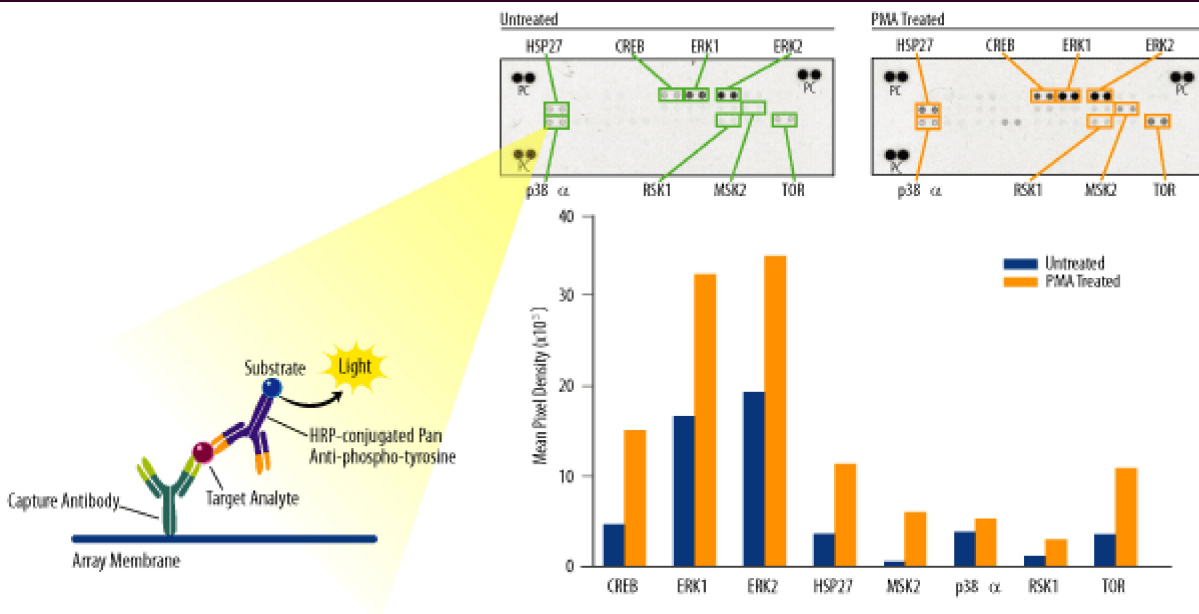 Untreated
HSP27 CREB ERK1 ERK2
PC PC
PC
p38 α RSK1 MSK2 TOR
PMA Treated
HSP27 CREB ERK1 ERK2
PC PC
PC
p38 α RSK1 MSK2 TOR
Substrate
Light
HRP-conjugated Pan
Anti-phospho-tyrosine
Target Analyte
Capture Antibody
Array Membrane
Mean Pixel Density (x10³)
40
30
20
10
0
Untreated
PMA Treated
CREB ERK1 ERK2 HSP27 MSK2 p38 α RSK1 TOR